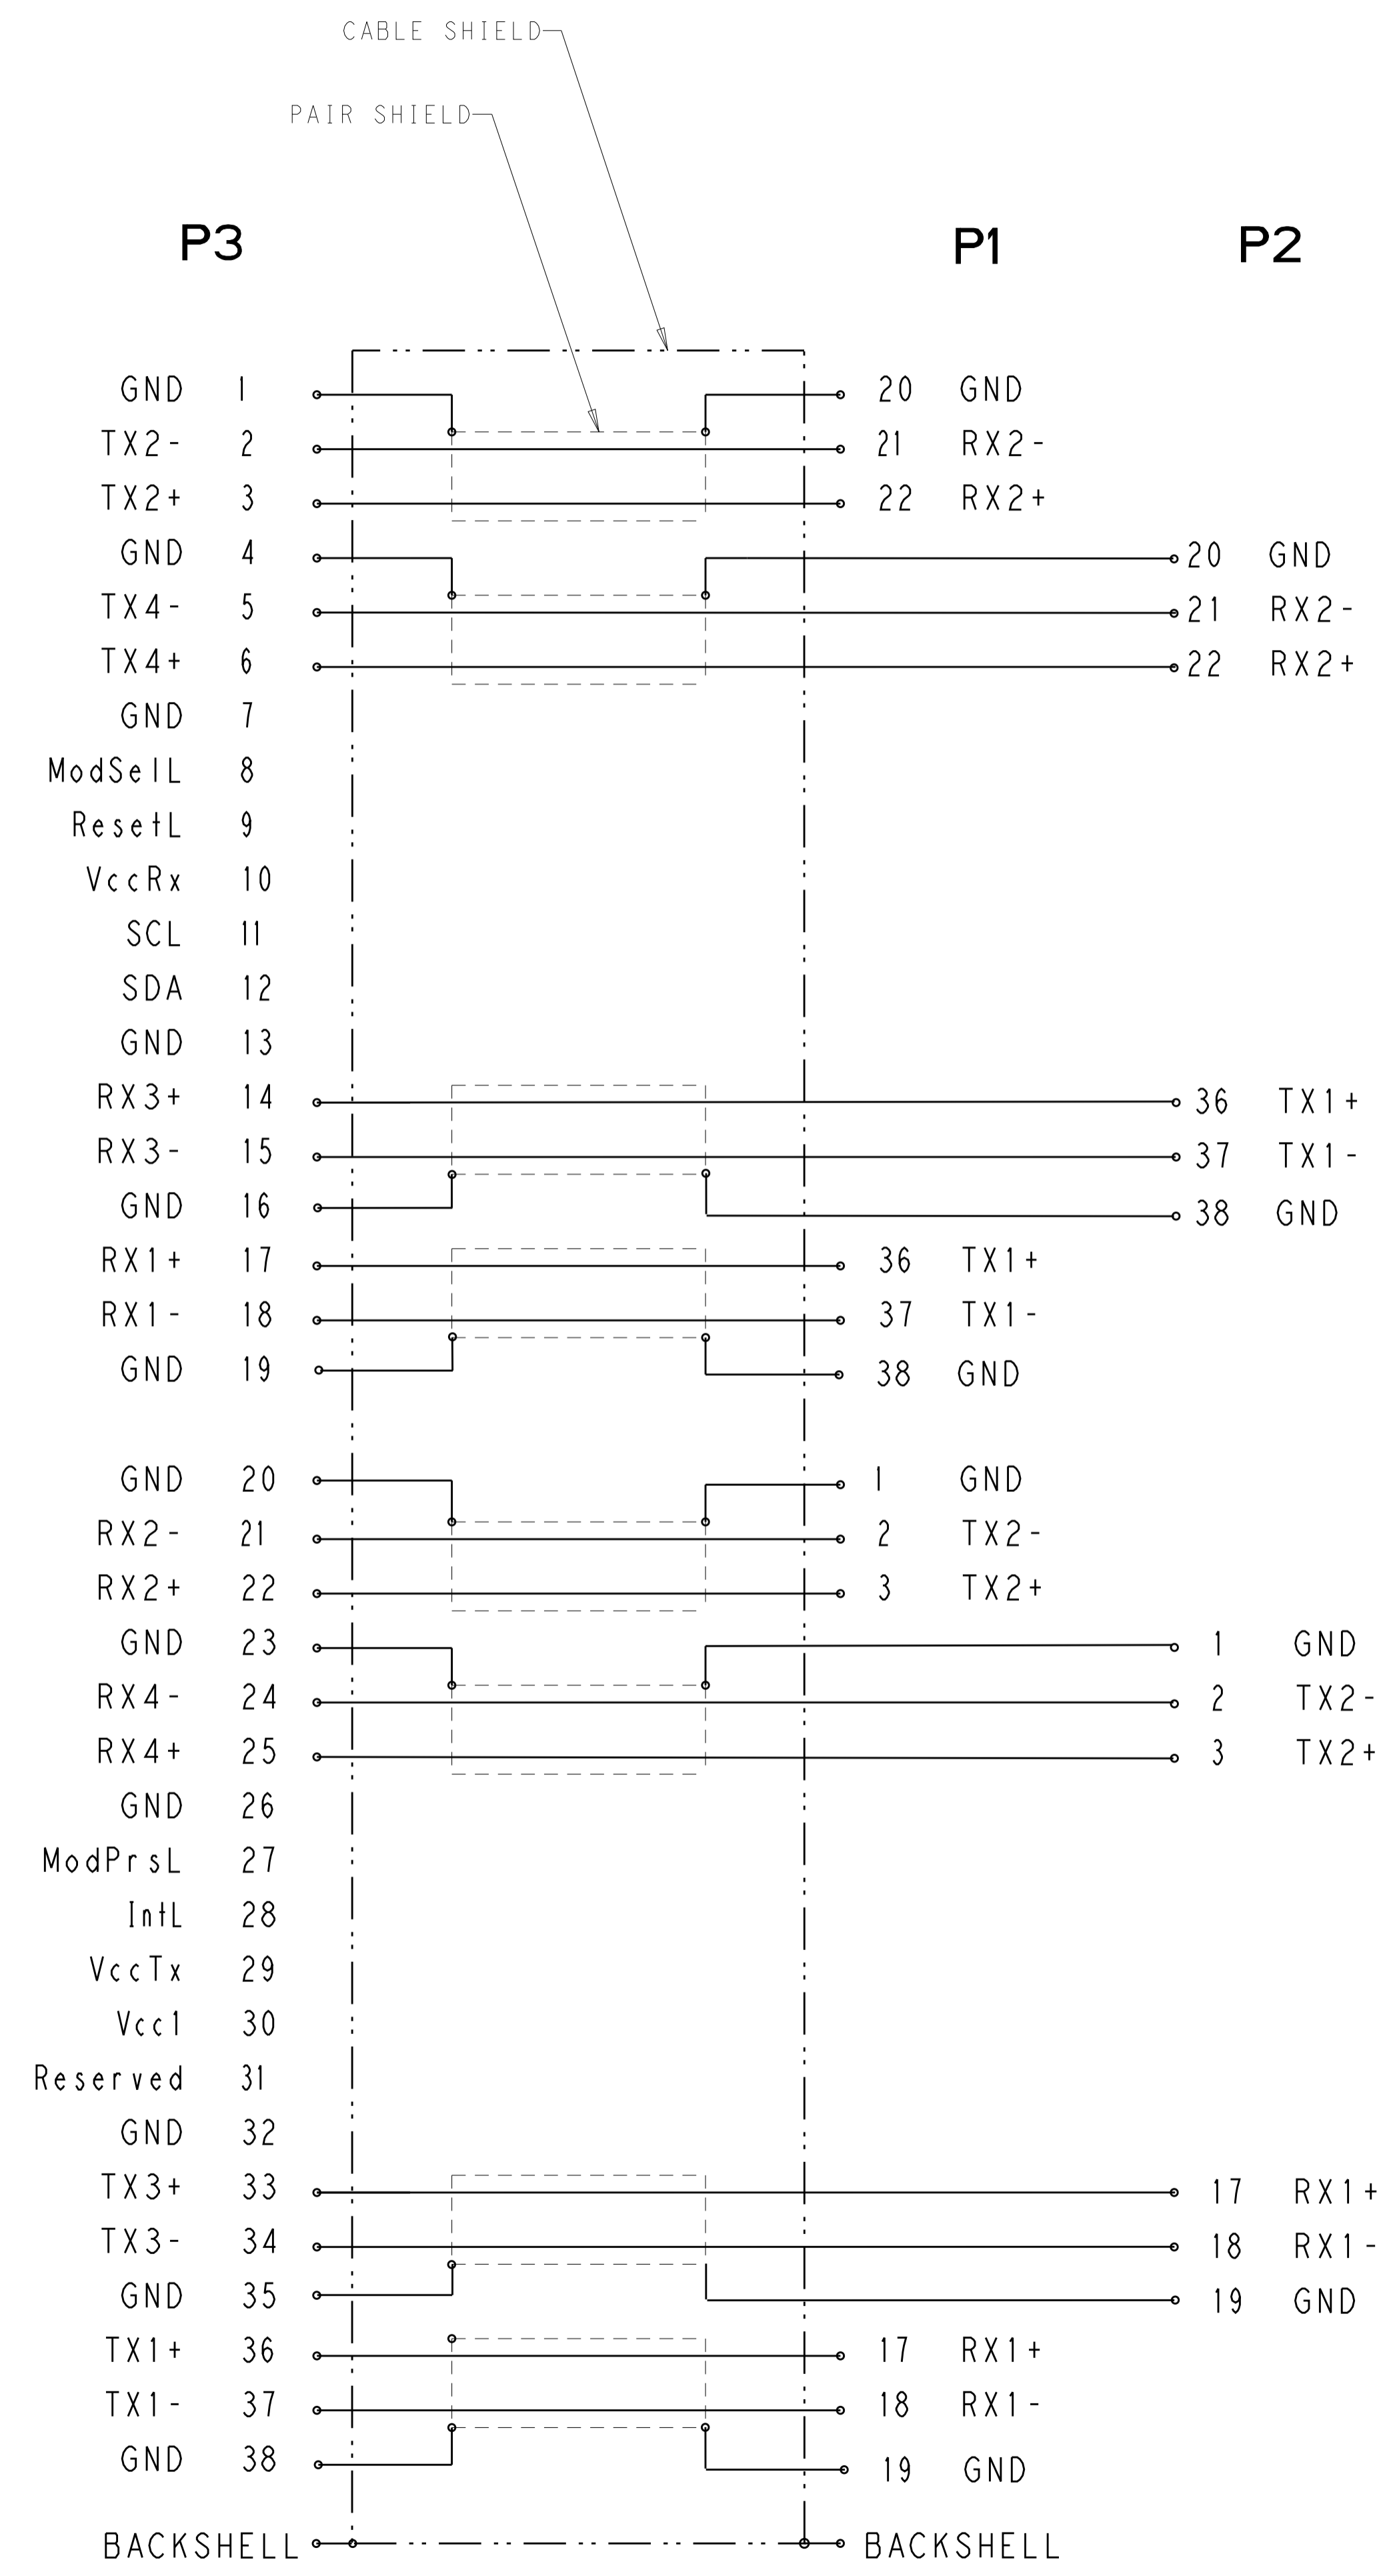 CABLE SHIELD
PAIR SHIELD
P3 P1 P2
GND 1 20 GND
TX2- 2 21 RX2-
TX2+ 3 22 RX2+
GND 4 20 GND
TX4- 5 21 RX2-
TX4+ 6 22 RX2+
GND 7
ModSelL 8
ResetL 9
VccRx 10
SCL 11
SDA 12
GND 13
RX3+ 14 36 TX1+
RX3- 15 37 TX1-
GND 16 38 GND
RX1+ 17 36 TX1+
RX1- 18 37 TX1-
GND 19 38 GND
GND 20 1 GND
RX2- 21 2 TX2-
RX2+ 22 3 TX2+
GND 23 1 GND
RX4- 24 2 TX2-
RX4+ 25 3 TX2+
GND 26
ModPrsL 27
IntL 28
VccTx 29
Vcc1 30
Reserved 31
GND 32
TX3+ 33 17 RX1+
TX3- 34 18 RX1-
GND 35 19 GND
TX1+ 36 17 RX1+
TX1- 37 18 RX1-
GND 38 19 GND
BACKSHELL BACKSHELL